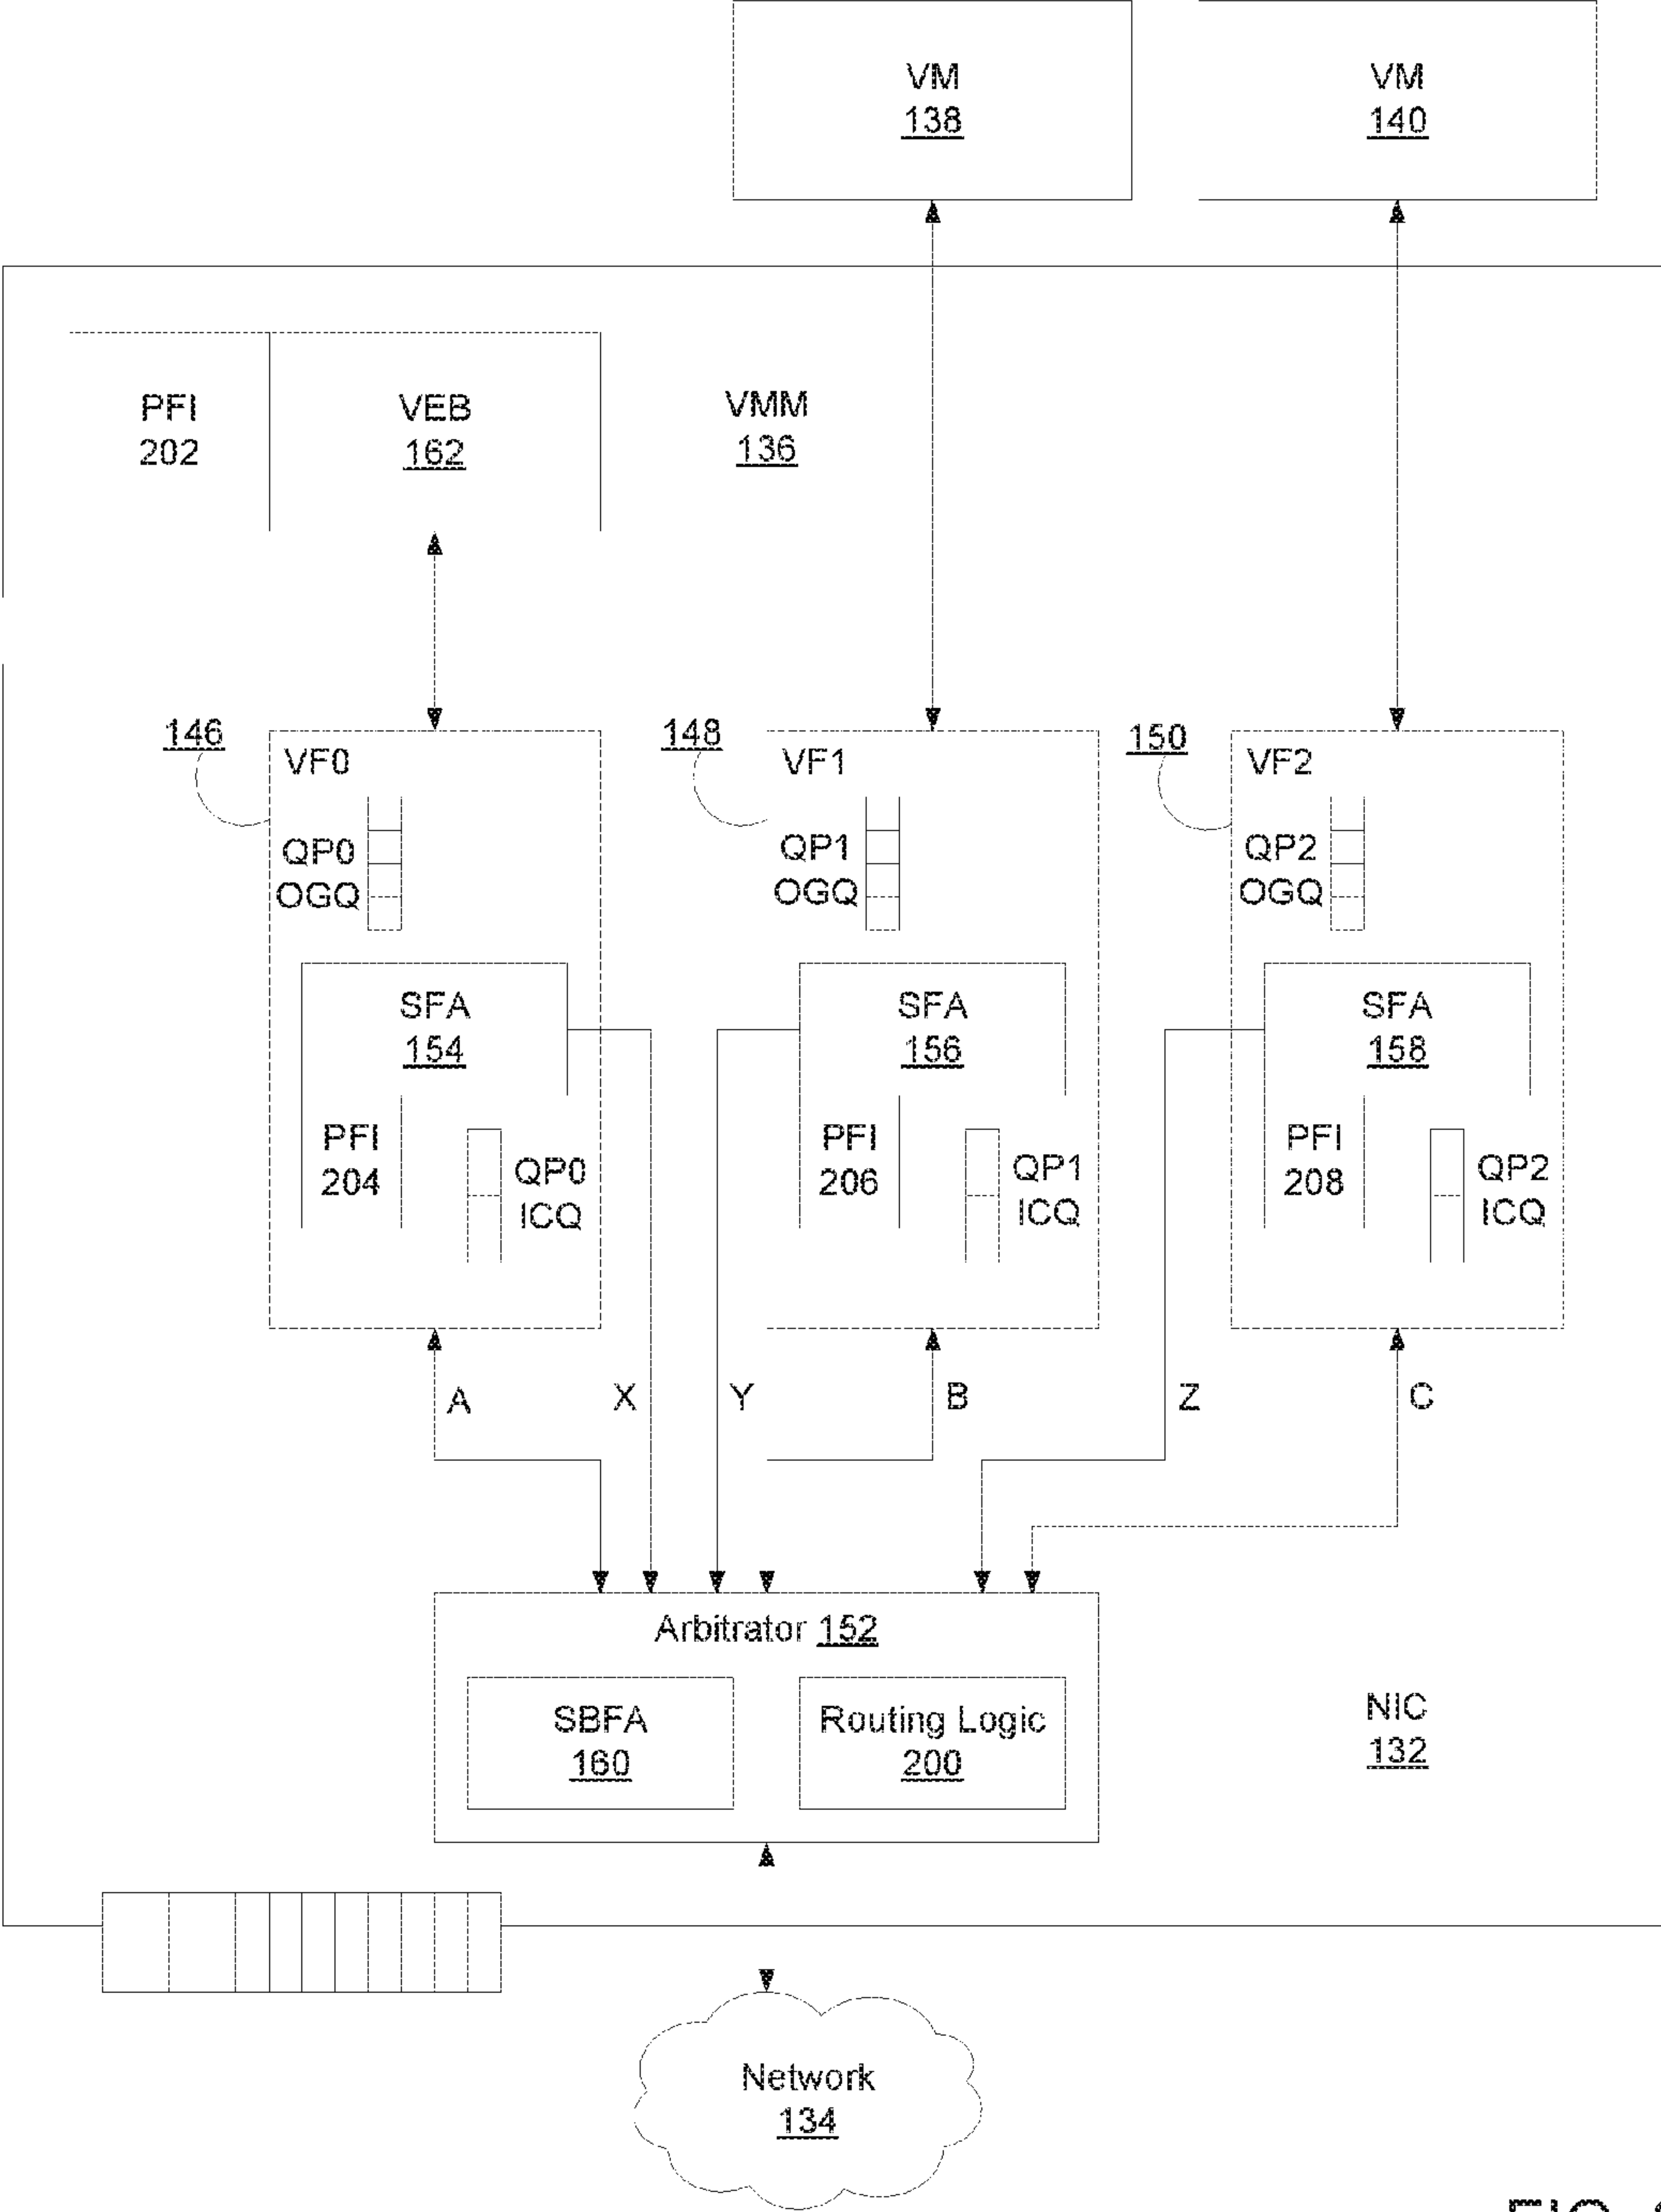 VM
138
VM
140
PFI
202
VEB
162
VMM
136
146
VF0
QP0
OGQ
SFA
154
PFI
204
QP0
ICQ
148
VF1
QP1
OGQ
SFA
156
PFI
206
QP1
ICQ
150
VF2
QP2
OGQ
SFA
158
PFI
208
QP2
ICQ
A
X
Y
B
Z
C
Arbitrator 152
SBFA
160
Routing Logic
200
NIC
132
Network
134